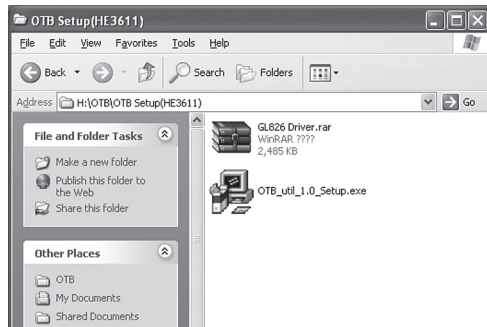 OTB Setup(HE3611)
File Edit View Favorites Tools Help
Back Search Folders
Address H:\OTB\OTB Setup(HE3611) Go
File and Folder Tasks
Make a new folder
Publish this folder to
the Web
Share this folder
Other Places
OTB
My Documents
Shared Documents
GL826 Driver.rar
WinRAR ????
2,485 KB
OTB_util_1.0_Setup.exe